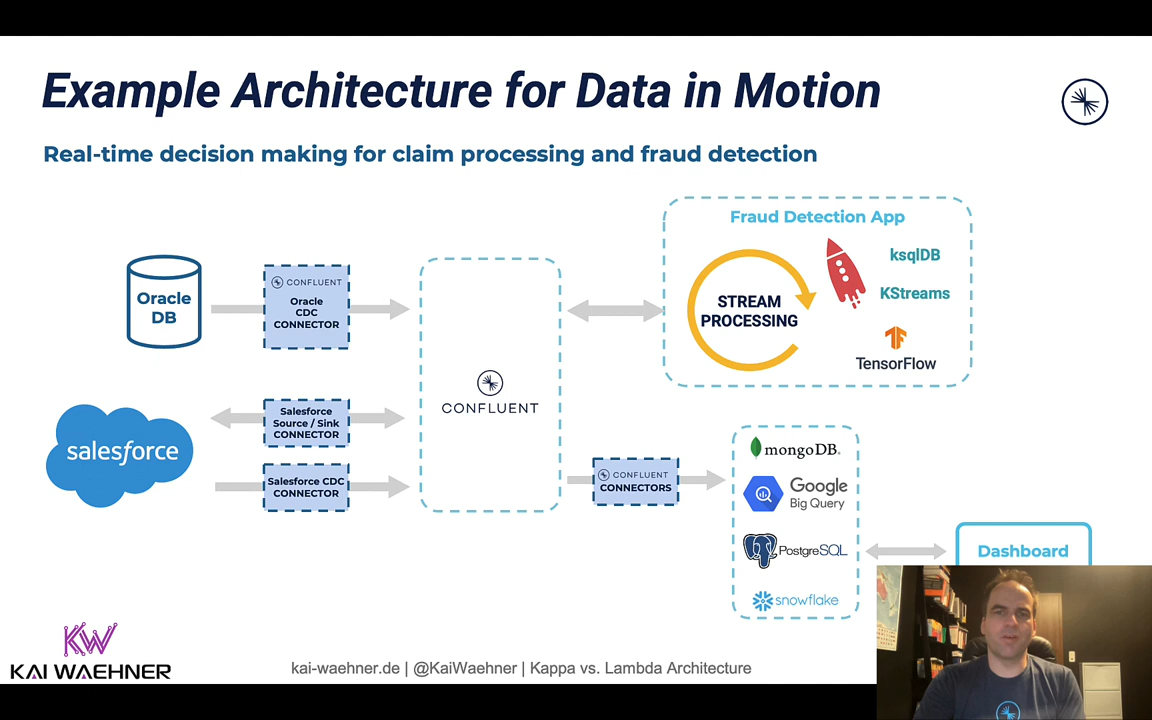 Example Architecture for Data in Motion
Real-time decision making for claim processing and fraud detection
Oracle
DB
CONFLUENT
Oracle
CDC
CONNECTOR
salesforce
Salesforce
Source / Sink
CONNECTOR
Salesforce CDC
CONNECTOR
CONFLUENT
Fraud Detection App
STREAM
PROCESSING
ksqlDB
KStreams
TensorFlow
CONFLUENT
CONNECTORS
mongoDB.
Google
Big Query
PostgreSQL
snowflake
Dashboard
KW
KAI WAEHNER
kai-waehner.de | @KaiWaehner | Kappa vs. Lambda Architecture